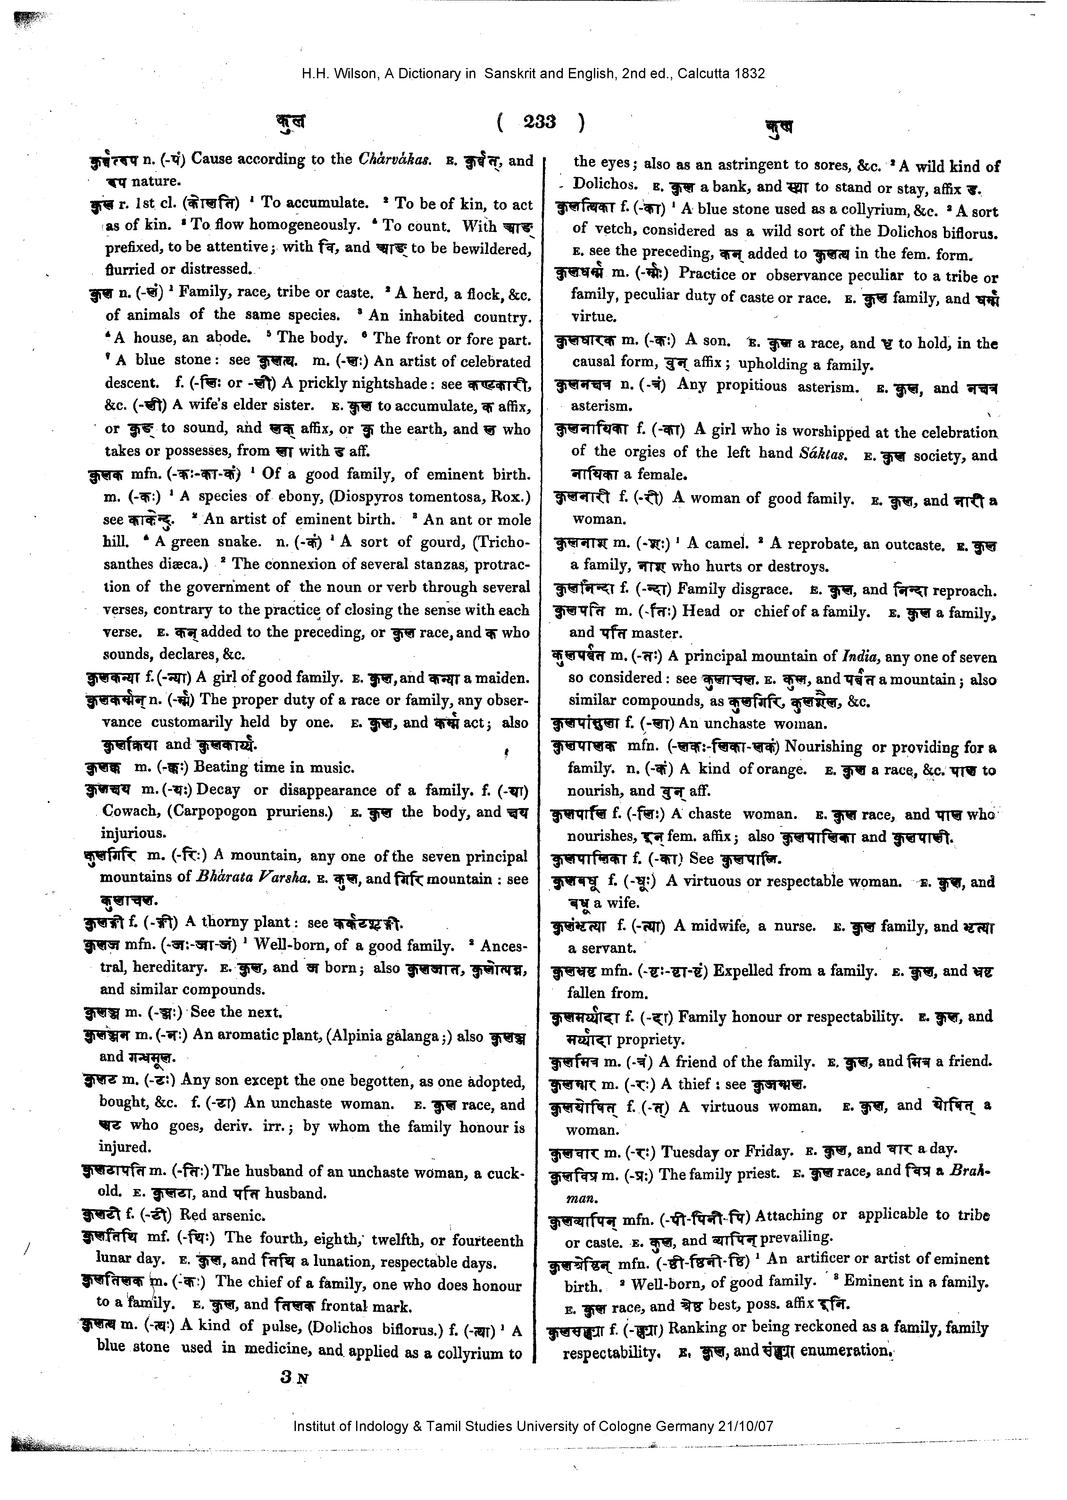 H.H. Wilson, A Dictionary in Sanskrit and English, 2nd ed., Calcutta 1832
कुल ( 233 ) कुल
कुर्व्वद्रूप n. (-पं) Cause according to the Chárvákas. E. कुर्व्वत्, and
रूप nature.
कुल r. 1st cl. (कोलति) ¹ To accumulate. ² To be of kin, to act
as of kin. ³ To flow homogeneously. ⁴ To count. With आङ्
prefixed, to be attentive; with वि, and आङ् to be bewildered,
flurried or distressed.
कुल n. (-लं) ¹ Family, race, tribe or caste. ² A herd, a flock, &c.
of animals of the same species. ³ An inhabited country.
⁴ A house, an abode. ⁵ The body. ⁶ The front or fore part.
⁷ A blue stone: see कुलत्थ. m. (-लः) An artist of celebrated
descent. f. (-लिः or -ली) A prickly nightshade: see कण्टकारी,
&c. (-ली) A wife's elder sister. E. कुल to accumulate, क affix,
or कुङ् to sound, and लक् affix, or कु the earth, and ल who
takes or possesses, from ला with ड aff.
कुलक mfn. (-कः-का-कं) ¹ Of a good family, of eminent birth.
m. (-कः) ¹ A species of ebony, (Diospyros tomentosa, Rox.)
see काकेन्दु. ² An artist of eminent birth. ³ An ant or mole
hill. ⁴ A green snake. n. (-कं) ¹ A sort of gourd, (Tricho-
santhes diæca.) ² The connexion of several stanzas, protrac-
tion of the government of the noun or verb through several
verses, contrary to the practice of closing the sense with each
verse. E. कन् added to the preceding, or कुल race, and क who
sounds, declares, &c.
कुलकन्या f. (-न्या) A girl of good family. E. कुल, and कन्या a maiden.
कुलकर्म्मन् n. (-र्म्म) The proper duty of a race or family, any obser-
vance customarily held by one. E. कुल, and कर्म्म act; also
कुलक्रिया and कुलकार्य्य.
कुलक्क m. (-क्कः) Beating time in music.
कुलक्षय m. (-यः) Decay or disappearance of a family. f. (-या)
Cowach, (Carpopogon pruriens.) E. कुल the body, and क्षय
injurious.
कुलगिरि m. (-रिः) A mountain, any one of the seven principal
mountains of Bhárata Varsha. E. कुल, and गिरि mountain : see
कुलाचल.
कुलङ्गी f. (-ङ्गी) A thorny plant : see कर्कटशृङ्गी.
कुलज mfn. (-जः-जा-जं) ¹ Well-born, of a good family. ² Ances-
tral, hereditary. E. कुल, and ज born; also कुलजात, कुलोत्पन्न,
and similar compounds.
कुलञ्ज m. (-ञ्जः) See the next.
कुलञ्जन m. (-नः) An aromatic plant, (Alpinia galanga;) also कुलञ्ज
and गन्धमूल.
कुलट m. (-टः) Any son except the one begotten, as one adopted,
bought, &c. f. (-टा) An unchaste woman. E. कुल race, and
अट who goes, deriv. irr.; by whom the family honour is
injured.
कुलटापति m. (-तिः) The husband of an unchaste woman, a cuck-
old. E. कुलटा, and पति husband.
कुलटी f. (-टी) Red arsenic.
कुलतिथि mf. (-थिः) The fourth, eighth, twelfth, or fourteenth
lunar day. E. कुल, and तिथि a lunation, respectable days.
कुलतिलक m. (-कः) The chief of a family, one who does honour
to a family. E. कुल, and तिलक frontal mark.
कुलत्थ m. (-त्थः) A kind of pulse, (Dolichos biflorus.) f. (-त्था) ¹ A
blue stone used in medicine, and applied as a collyrium to
3 N
the eyes; also as an astringent to sores, &c. ² A wild kind of
Dolichos. E. कुल a bank, and स्था to stand or stay, affix ड.
कुलत्थिका f. (-का) ¹ A blue stone used as a collyrium, &c. ² A sort
of vetch, considered as a wild sort of the Dolichos biflorus.
E. see the preceding, कन् added to कुलत्थ in the fem. form.
कुलधर्म्म m. (-र्म्मः) Practice or observance peculiar to a tribe or
family, peculiar duty of caste or race. E. कुल family, and धर्म्म
virtue.
कुलधारक m. (-कः) A son. E. कुल a race, and धृ to hold, in the
causal form, वुन् affix; upholding a family.
कुलनक्षत्र n. (-त्रं) Any propitious asterism. E. कुल, and नक्षत्र
asterism.
कुलनायिका f. (-का) A girl who is worshipped at the celebration
of the orgies of the left hand Sáktas. E. कुल society, and
नायिका a female.
कुलनारी f. (-री) A woman of good family. E. कुल, and नारी a
woman.
कुलनाश m. (-शः) ¹ A camel. ² A reprobate, an outcaste. E. कुल
a family, नाश who hurts or destroys.
कुलनिन्दा f. (-न्दा) Family disgrace. E. कुल, and निन्दा reproach.
कुलपति m. (-तिः) Head or chief of a family. E. कुल a family,
and पति master.
कुलपर्व्वत m. (-तः) A principal mountain of India, any one of seven
so considered : see कुलाचल. E. कुल, and पर्व्वत a mountain; also
similar compounds, as कुलगिरि, कुलशैल, &c.
कुलपांसुला f. (-ला) An unchaste woman.
कुलपालक mfn. (-लकः-लिका-लकं) Nourishing or providing for a
family. n. (-कं) A kind of orange. E. कुल a race, &c. पाल to
nourish, and वुन् aff.
कुलपालि f. (-लिः) A chaste woman. E. कुल race, and पाल who
nourishes, इन् fem. affix; also कुलपालिका and कुलपाली.
कुलपालिका f. (-का) See कुलपालि.
कुलबधू f. (-धूः) A virtuous or respectable woman. E. कुल, and
बधू a wife.
कुलंभृत्या f. (-त्या) A midwife, a nurse. E. कुल family, and भृत्या
a servant.
कुलभ्रष्ट mfn. (-ष्टः-ष्टा-ष्टं) Expelled from a family. E. कुल, and भ्रष्ट
fallen from.
कुलमर्य्यादा f. (-दा) Family honour or respectability. E. कुल, and
मर्य्यादा propriety.
कुलमित्र m. (-त्रं) A friend of the family. E. कुल, and मित्र a friend.
कुलम्भर m. (-रः) A thief : see कुजम्भल.
कुलयोषित् f. (-त्) A virtuous woman. E. कुल, and योषित् a
woman.
कुलवार m. (-रः) Tuesday or Friday. E. कुल, and वार a day.
कुलविप्र m. (-प्रः) The family priest. E. कुल race, and विप्र a Brah-
man.
कुलव्यापिन् mfn. (-पी-पिनी-पि) Attaching or applicable to tribe
or caste. E. कुल, and व्यापिन् prevailing.
कुलश्रेष्ठिन् mfn. (-ष्ठी-ष्ठिनी-ष्ठि) ¹ An artificer or artist of eminent
birth. ² Well-born, of good family. ³ Eminent in a family.
E. कुल race, and श्रेष्ठ best, poss. affix इनि.
कुलसङ्ख्या f. (-ङ्ख्या) Ranking or being reckoned as a family, family
respectability. E. कुल, and संङ्ख्या enumeration.
Institut of Indology & Tamil Studies University of Cologne Germany 21/10/07